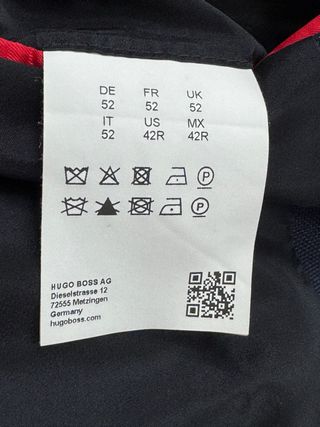 DE FR UK
52 52 52
IT US MX
52 42R 42R
P
P
HUGO BOSS AG
Dieselstrasse 12
72555 Metzingen
Germany
hugoboss.com